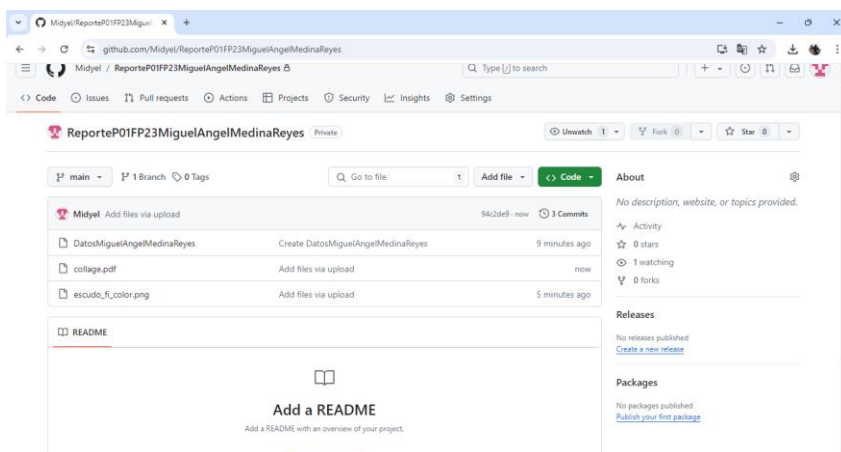 Midyel/ReporteP01FP23Miguel
github.com/Midyel/ReporteP01FP23MiguelAngelMedinaReyes
Midyel / ReporteP01FP23MiguelAngelMedinaReyes
Type / to search
Code Issues Pull requests Actions Projects Security Insights Settings
ReporteP01FP23MiguelAngelMedinaReyes Private
Unwatch 1 Fork 0 Star 0
main 1 Branch 0 Tags Go to file t Add file Code
Midyel Add files via upload 94c2de9 · now 3 Commits
DatosMiguelAngelMedinaReyes Create DatosMiguelAngelMedinaReyes 9 minutes ago
collage.pdf Add files via upload now
escudo_fi_color.png Add files via upload 5 minutes ago
README
Add a README
Add a README with an overview of your project.
About
No description, website, or topics provided.
Activity
0 stars
1 watching
0 forks
Releases
No releases published
Create a new release
Packages
No packages published
Publish your first package